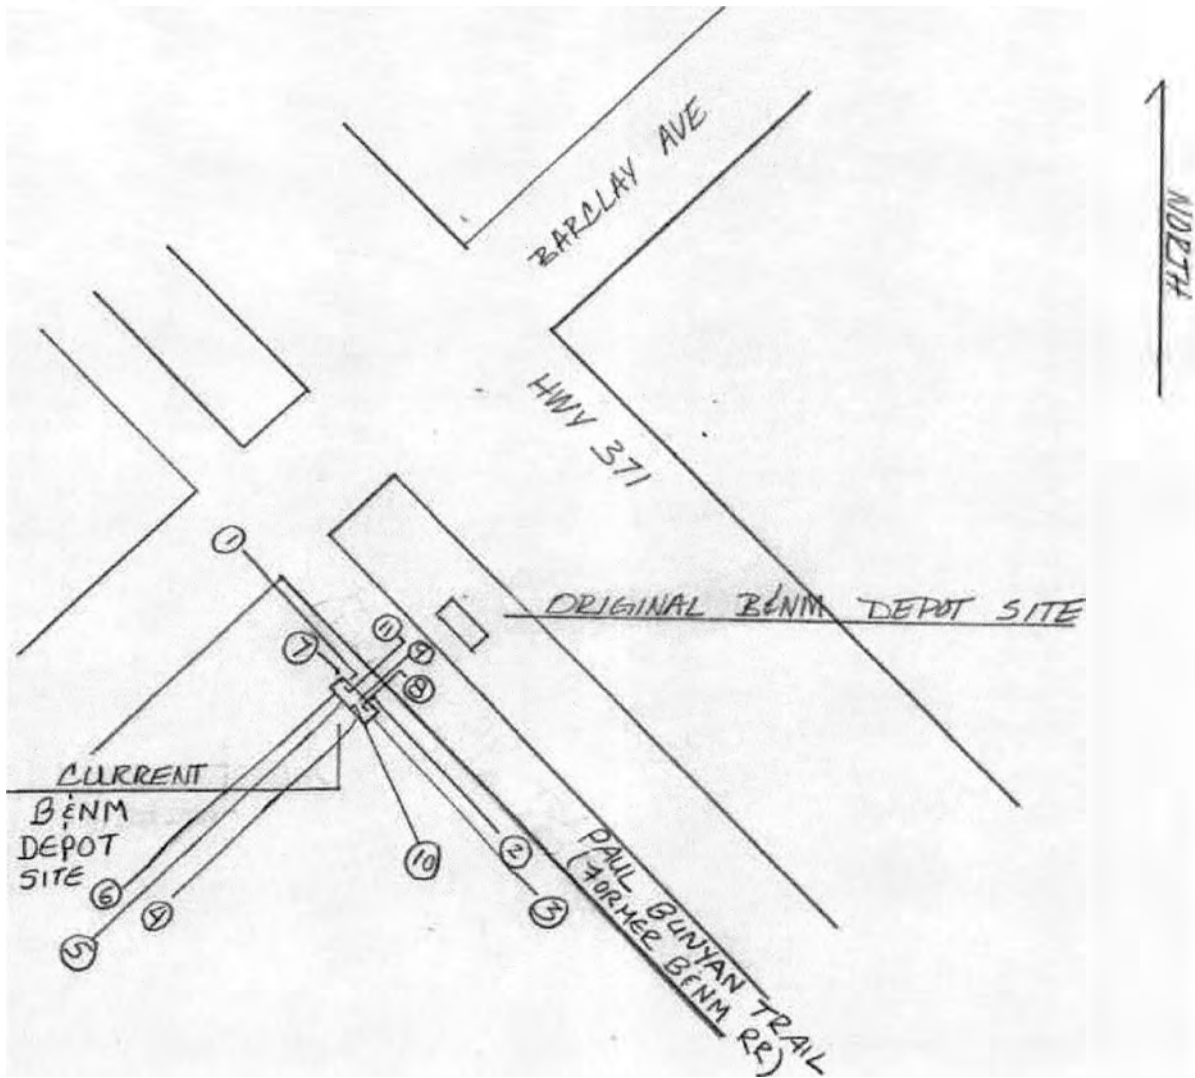 BARCLAY AVE
NORTH
HWY 371
1
ORIGINAL B&NM DEPOT SITE
11
9
7
8
CURRENT
B&NM
DEPOT
SITE
2
10
6
3
4
5
PAUL BUNYAN TRAIL
(FORMER B&NM RR)